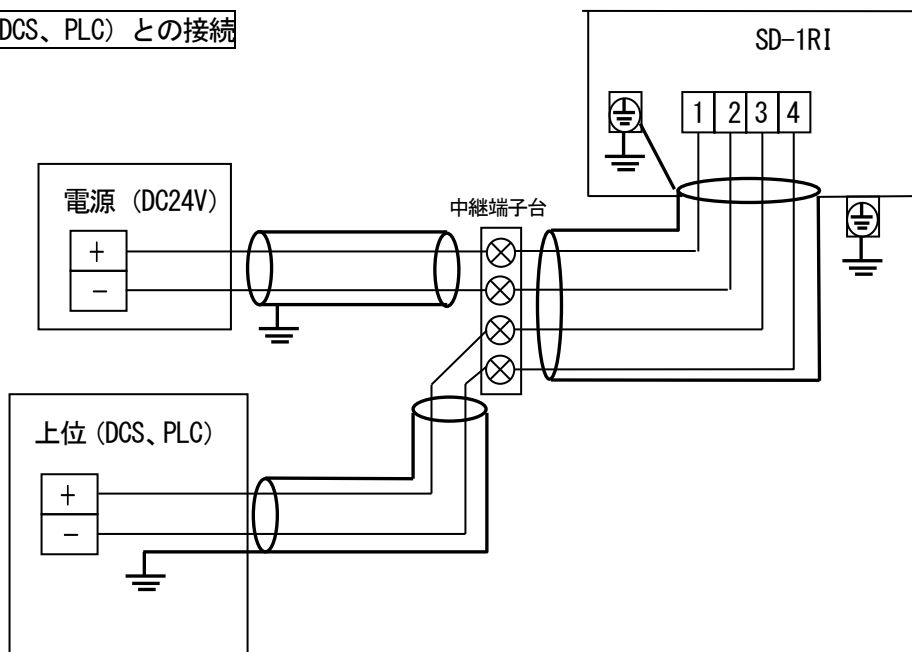 DCS、PLC）との接続
SD-1RI
1 2 3 4
電源（DC24V）
+
-
中継端子台
上位（DCS、PLC）
+
-